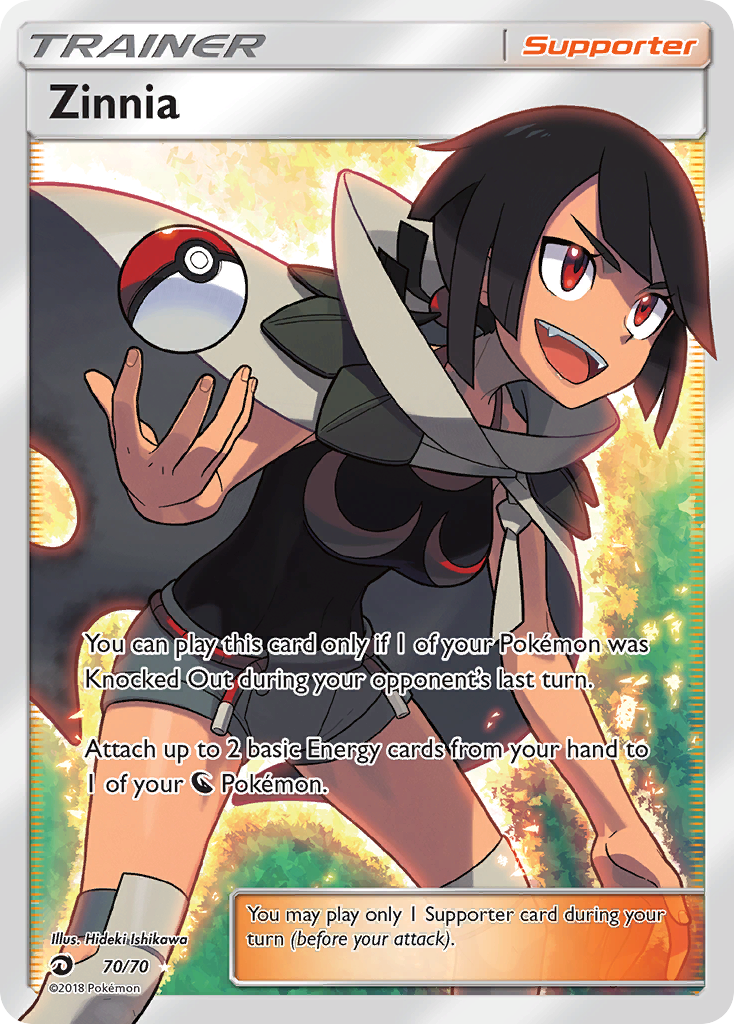 TRAINER
Supporter
Zinnia
You can play this card only if 1 of your Pokémon was
Knocked Out during your opponent's last turn.
Attach up to 2 basic Energy cards from your hand to
1 of your Pokémon.
You may play only 1 Supporter card during your
turn (before your attack).
Illus. Hideki Ishikawa
70/70
©2018 Pokémon